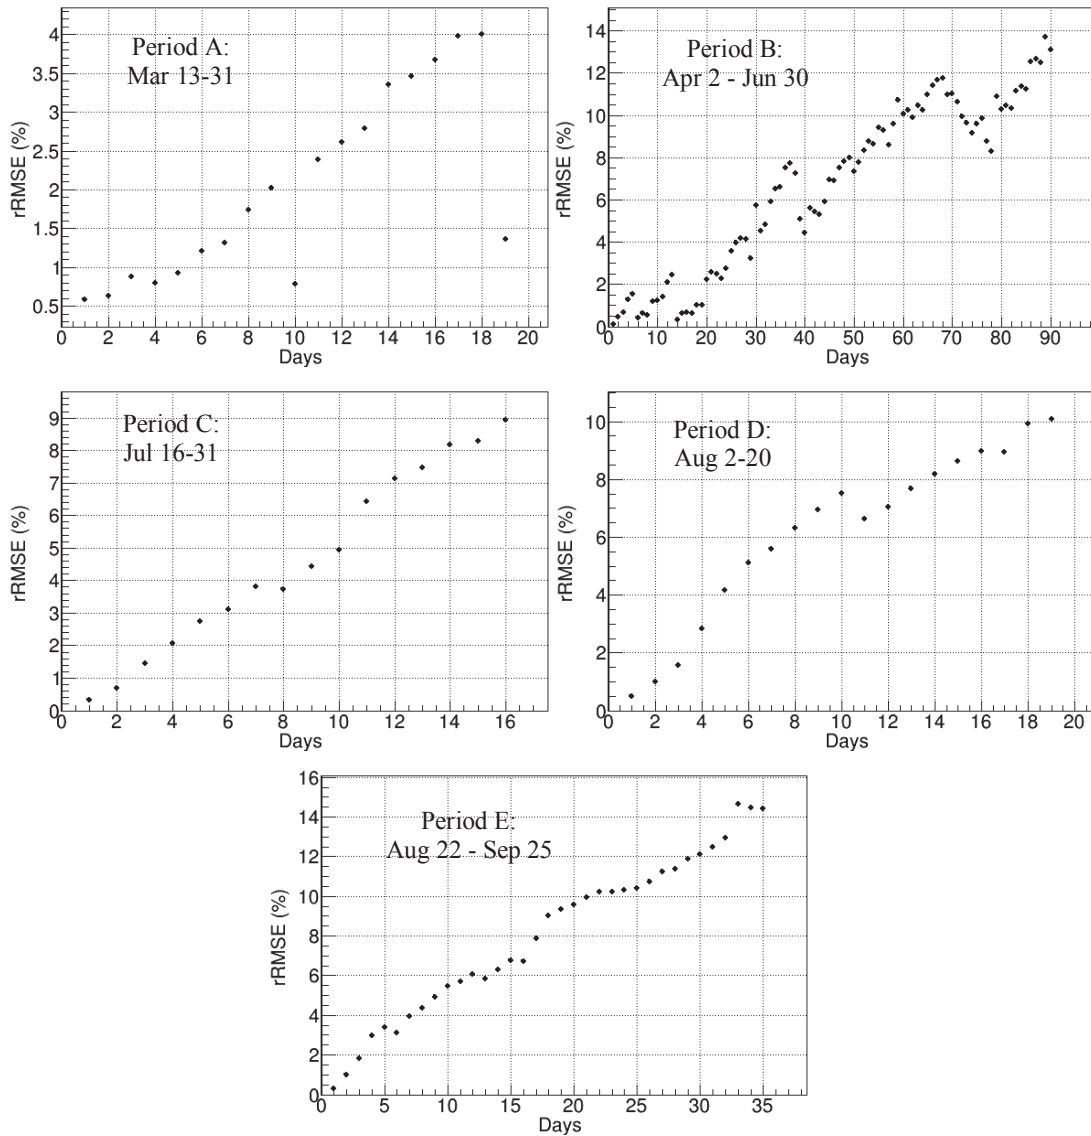 Period A:
Mar 13-31
rRMSE (%)
4
3.5
3
2.5
2
1.5
1
0.5
0 2 4 6 8 10 12 14 16 18 20
Days
Period B:
Apr 2 - Jun 30
rRMSE (%)
14
12
10
8
6
4
2
0
0 10 20 30 40 50 60 70 80 90
Days
Period C:
Jul 16-31
rRMSE (%)
9
8
7
6
5
4
3
2
1
0
0 2 4 6 8 10 12 14 16
Days
Period D:
Aug 2-20
rRMSE (%)
10
8
6
4
2
0
0 2 4 6 8 10 12 14 16 18 20
Days
Period E:
Aug 22 - Sep 25
rRMSE (%)
16
14
12
10
8
6
4
2
0
0 5 10 15 20 25 30 35
Days